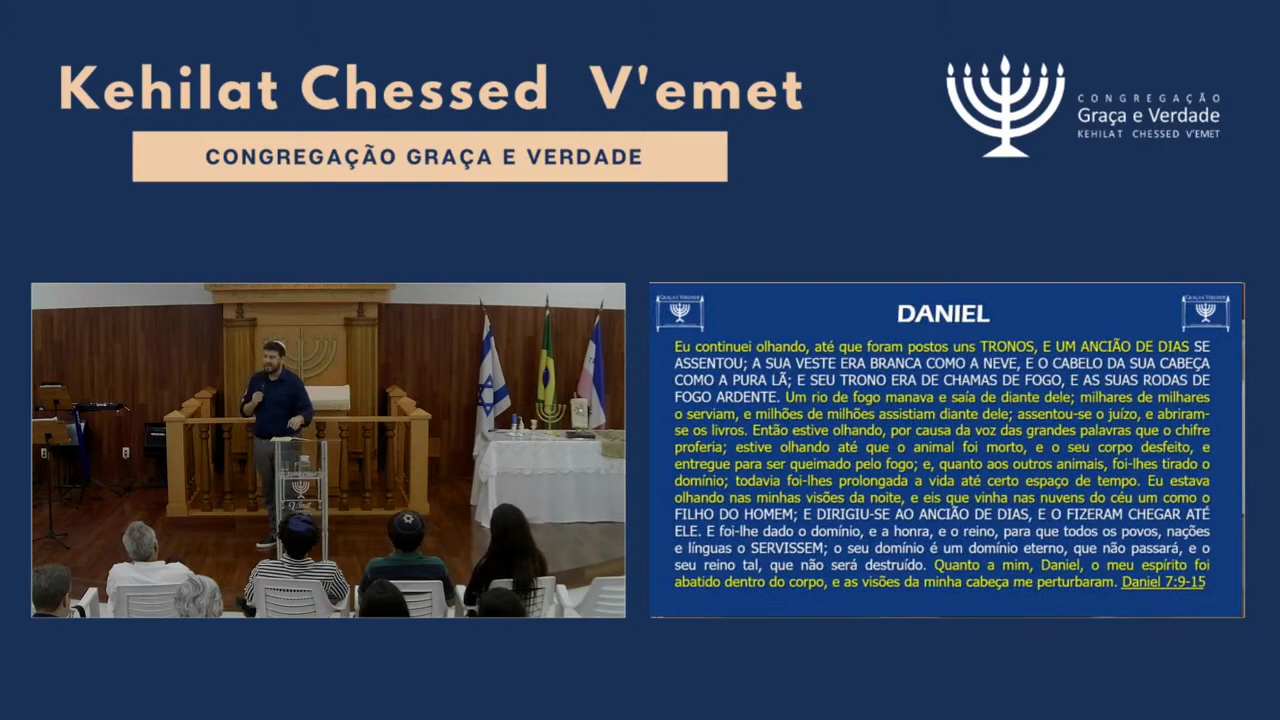 Kehilat Chessed V'emet
CONGREGAÇÃO GRAÇA E VERDADE
CONGREGAÇÃO
Graça e Verdade
KEHILAT CHESSED V'EMET
GRAÇA E VERDADE
GRAÇA E VERDADE
DANIEL
Eu continuei olhando, até que foram postos uns TRONOS, E UM ANCIÃO DE DIAS SE
ASSENTOU; A SUA VESTE ERA BRANCA COMO A NEVE, E O CABELO DA SUA CABEÇA
COMO A PURA LÃ; E SEU TRONO ERA DE CHAMAS DE FOGO, E AS SUAS RODAS DE
FOGO ARDENTE. Um rio de fogo manava e saía de diante dele; milhares de milhares
o serviam, e milhões de milhões assistiam diante dele; assentou-se o juízo, e abriram-
se os livros. Então estive olhando, por causa da voz das grandes palavras que o chifre
proferia; estive olhando até que o animal foi morto, e o seu corpo desfeito, e
entregue para ser queimado pelo fogo; e, quanto aos outros animais, foi-lhes tirado o
domínio; todavia foi-lhes prolongada a vida até certo espaço de tempo. Eu estava
olhando nas minhas visões da noite, e eis que vinha nas nuvens do céu um como o
FILHO DO HOMEM; E DIRIGIU-SE AO ANCIÃO DE DIAS, E O FIZERAM CHEGAR ATÉ
ELE. E foi-lhe dado o domínio, e a honra, e o reino, para que todos os povos, nações
e línguas o SERVISSEM; o seu domínio é um domínio eterno, que não passará, e o
seu reino tal, que não será destruído. Quanto a mim, Daniel, o meu espírito foi
abatido dentro do corpo, e as visões da minha cabeça me perturbaram. Daniel 7:9-15